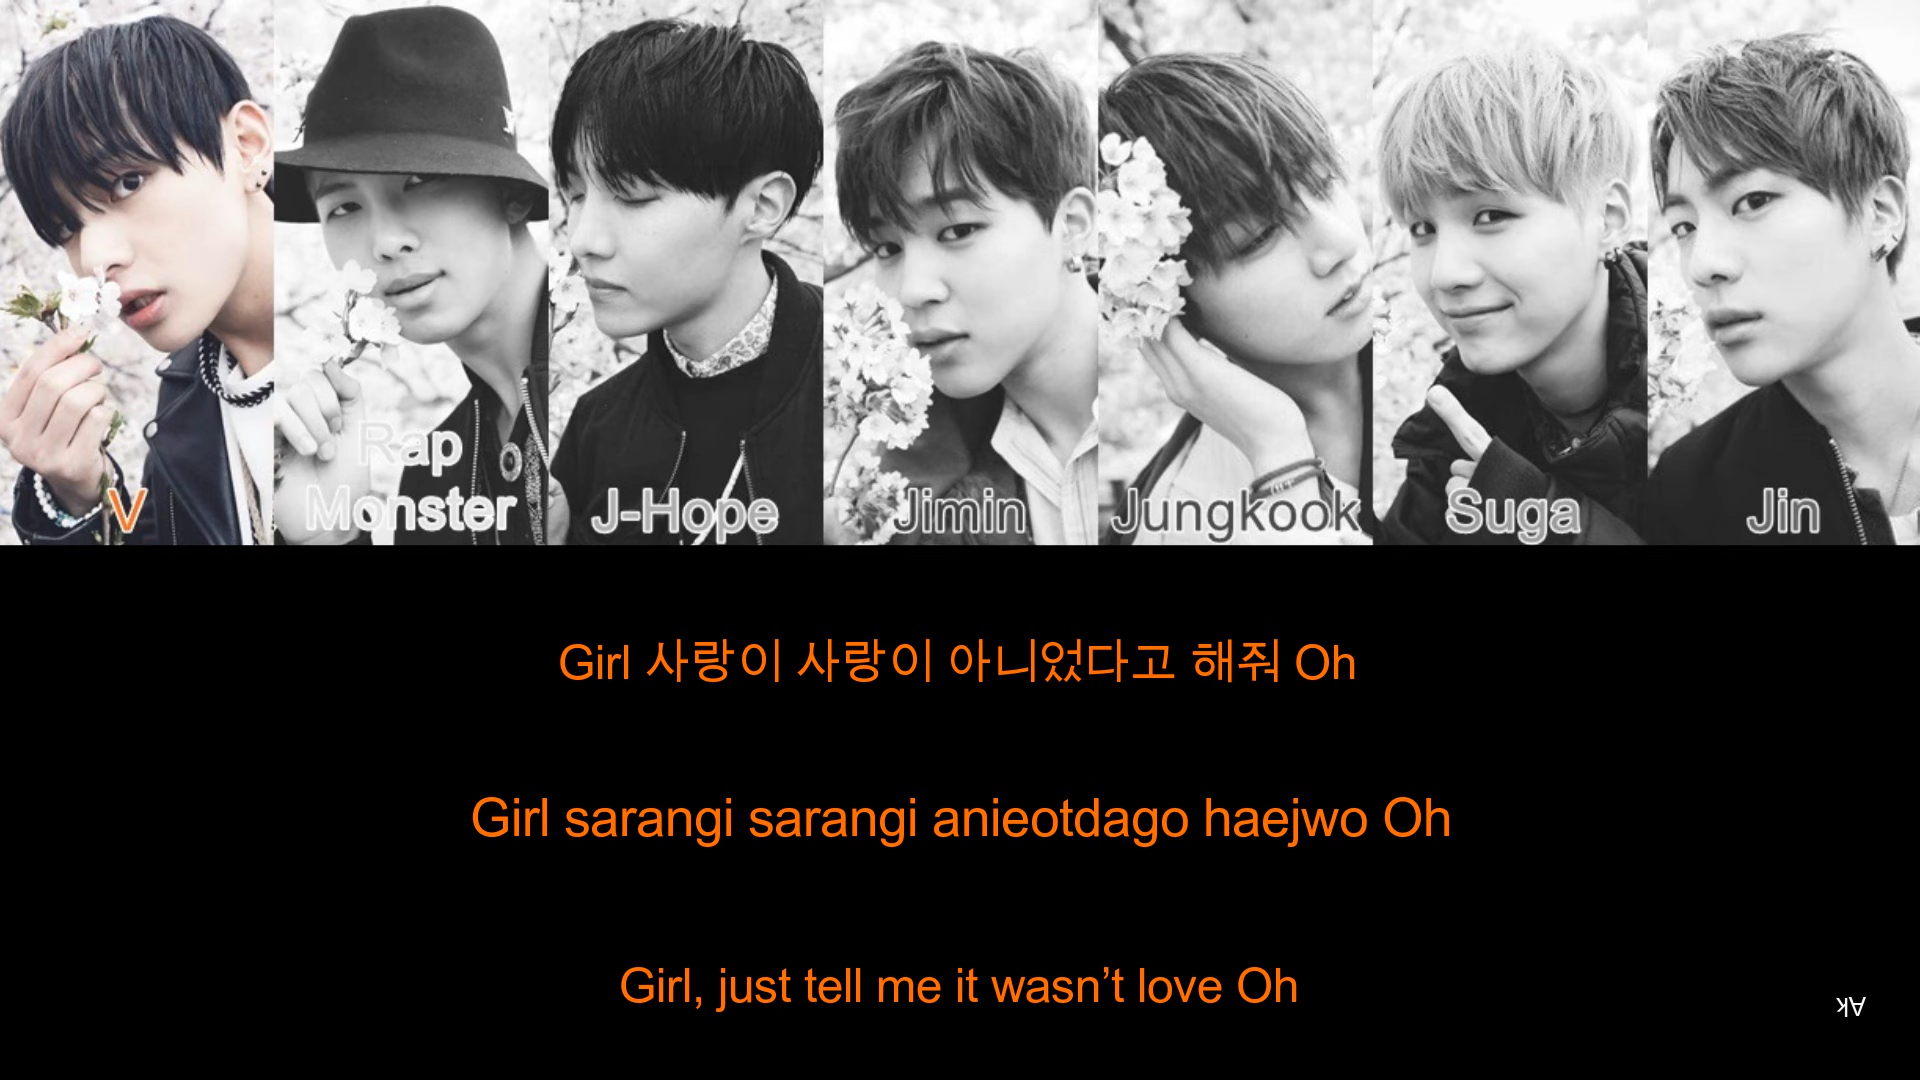 V
Rap
Monster
J-Hope
Jimin
Jungkook
Suga
Jin
Girl 사랑이 사랑이 아니었다고 해줘 Oh
Girl sarangi sarangi anieotdago haejwo Oh
Girl, just tell me it wasn’t love Oh
Ak